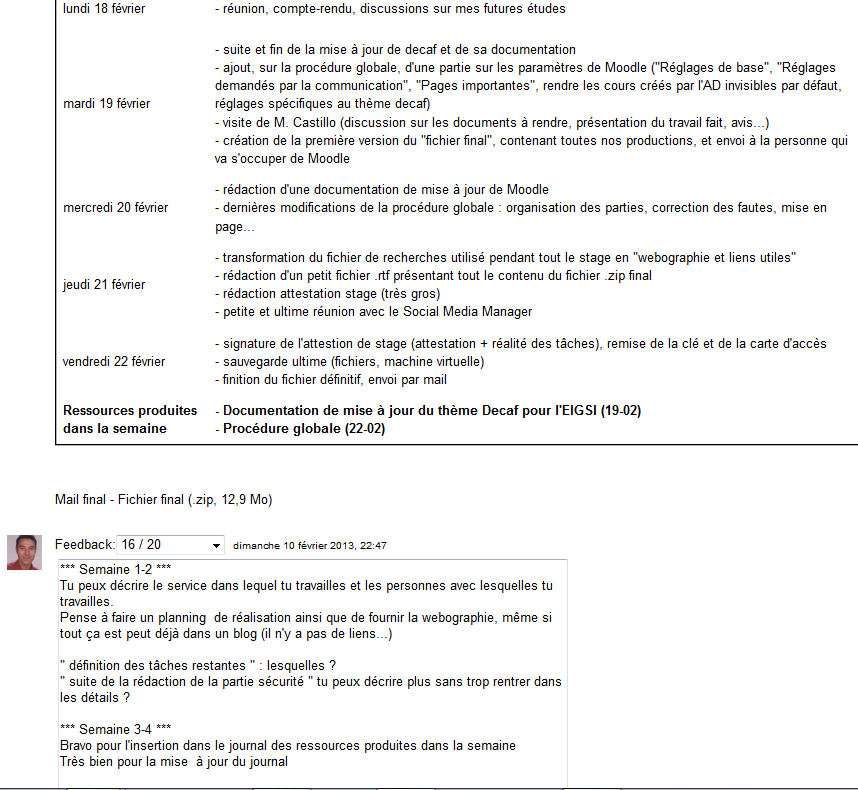 lundi 18 février
- réunion, compte-rendu, discussions sur mes futures études
mardi 19 février
- suite et fin de la mise à jour de decaf et de sa documentation
- ajout, sur la procédure globale, d'une partie sur les paramètres de Moodle ("Réglages de base", "Réglages
demandés par la communication", "Pages importantes", rendre les cours créés par l'AD invisibles par défaut,
réglages spécifiques au thème decaf)
- visite de M. Castillo (discussion sur les documents à rendre, présentation du travail fait, avis...)
- création de la première version du "fichier final", contenant toutes nos productions, et envoi à la personne qui
va s'occuper de Moodle
mercredi 20 février
- rédaction d'une documentation de mise à jour de Moodle
- dernières modifications de la procédure globale : organisation des parties, correction des fautes, mise en
page...
jeudi 21 février
- transformation du fichier de recherches utilisé pendant tout le stage en "webographie et liens utiles"
- rédaction d'un petit fichier .rtf présentant tout le contenu du fichier .zip final
- rédaction attestation stage (très gros)
- petite et ultime réunion avec le Social Media Manager
vendredi 22 février
- signature de l'attestion de stage (attestation + réalité des tâches), remise de la clé et de la carte d'accès
- sauvegarde ultime (fichiers, machine virtuelle)
- finition du fichier définitif, envoi par mail
Ressources produites
dans la semaine
- Documentation de mise à jour du thème Decaf pour l'EIGSI (19-02)
- Procédure globale (22-02)
Mail final - Fichier final (.zip, 12,9 Mo)
Feedback: 16 / 20 dimanche 10 février 2013, 22:47
*** Semaine 1-2 ***
Tu peux décrire le service dans lequel tu travailles et les personnes avec lesquelles tu
travailles.
Pense à faire un planning de réalisation ainsi que de fournir la webographie, même si
tout ça est peut déjà dans un blog (il n'y a pas de liens...)
" définition des tâches restantes " : lesquelles ?
" suite de la rédaction de la partie sécurité " tu peux décrire plus sans trop rentrer dans
les détails ?
*** Semaine 3-4 ***
Bravo pour l'insertion dans le journal des ressources produites dans la semaine
Très bien pour la mise à jour du journal